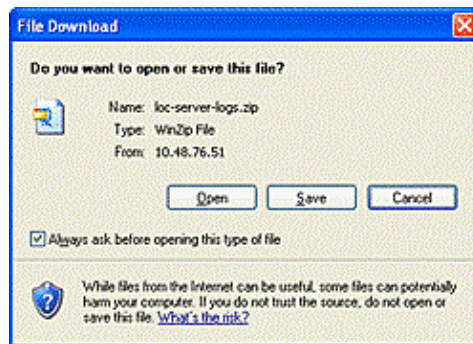 File Download
Do you want to open or save this file?
Name: loc-server-logs.zip
Type: WinZip File
From: 10.48.76.51
Open Save Cancel
Always ask before opening this type of file
While files from the Internet can be useful, some files can potentially
harm your computer. If you do not trust the source, do not open or
save this file. What's the risk?